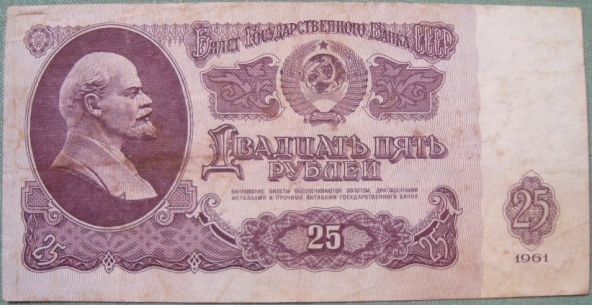 Билет Государственного Банка СССР
Двадцать пять
рублей
БАНКОВСКИЕ БИЛЕТЫ ОБЕСПЕЧИВАЮТСЯ ЗОЛОТОМ, ДРАГОЦЕННЫМИ
МЕТАЛЛАМИ И ПРОЧИМИ АКТИВАМИ ГОСУДАРСТВЕННОГО БАНКА
25
25
25
25
1961